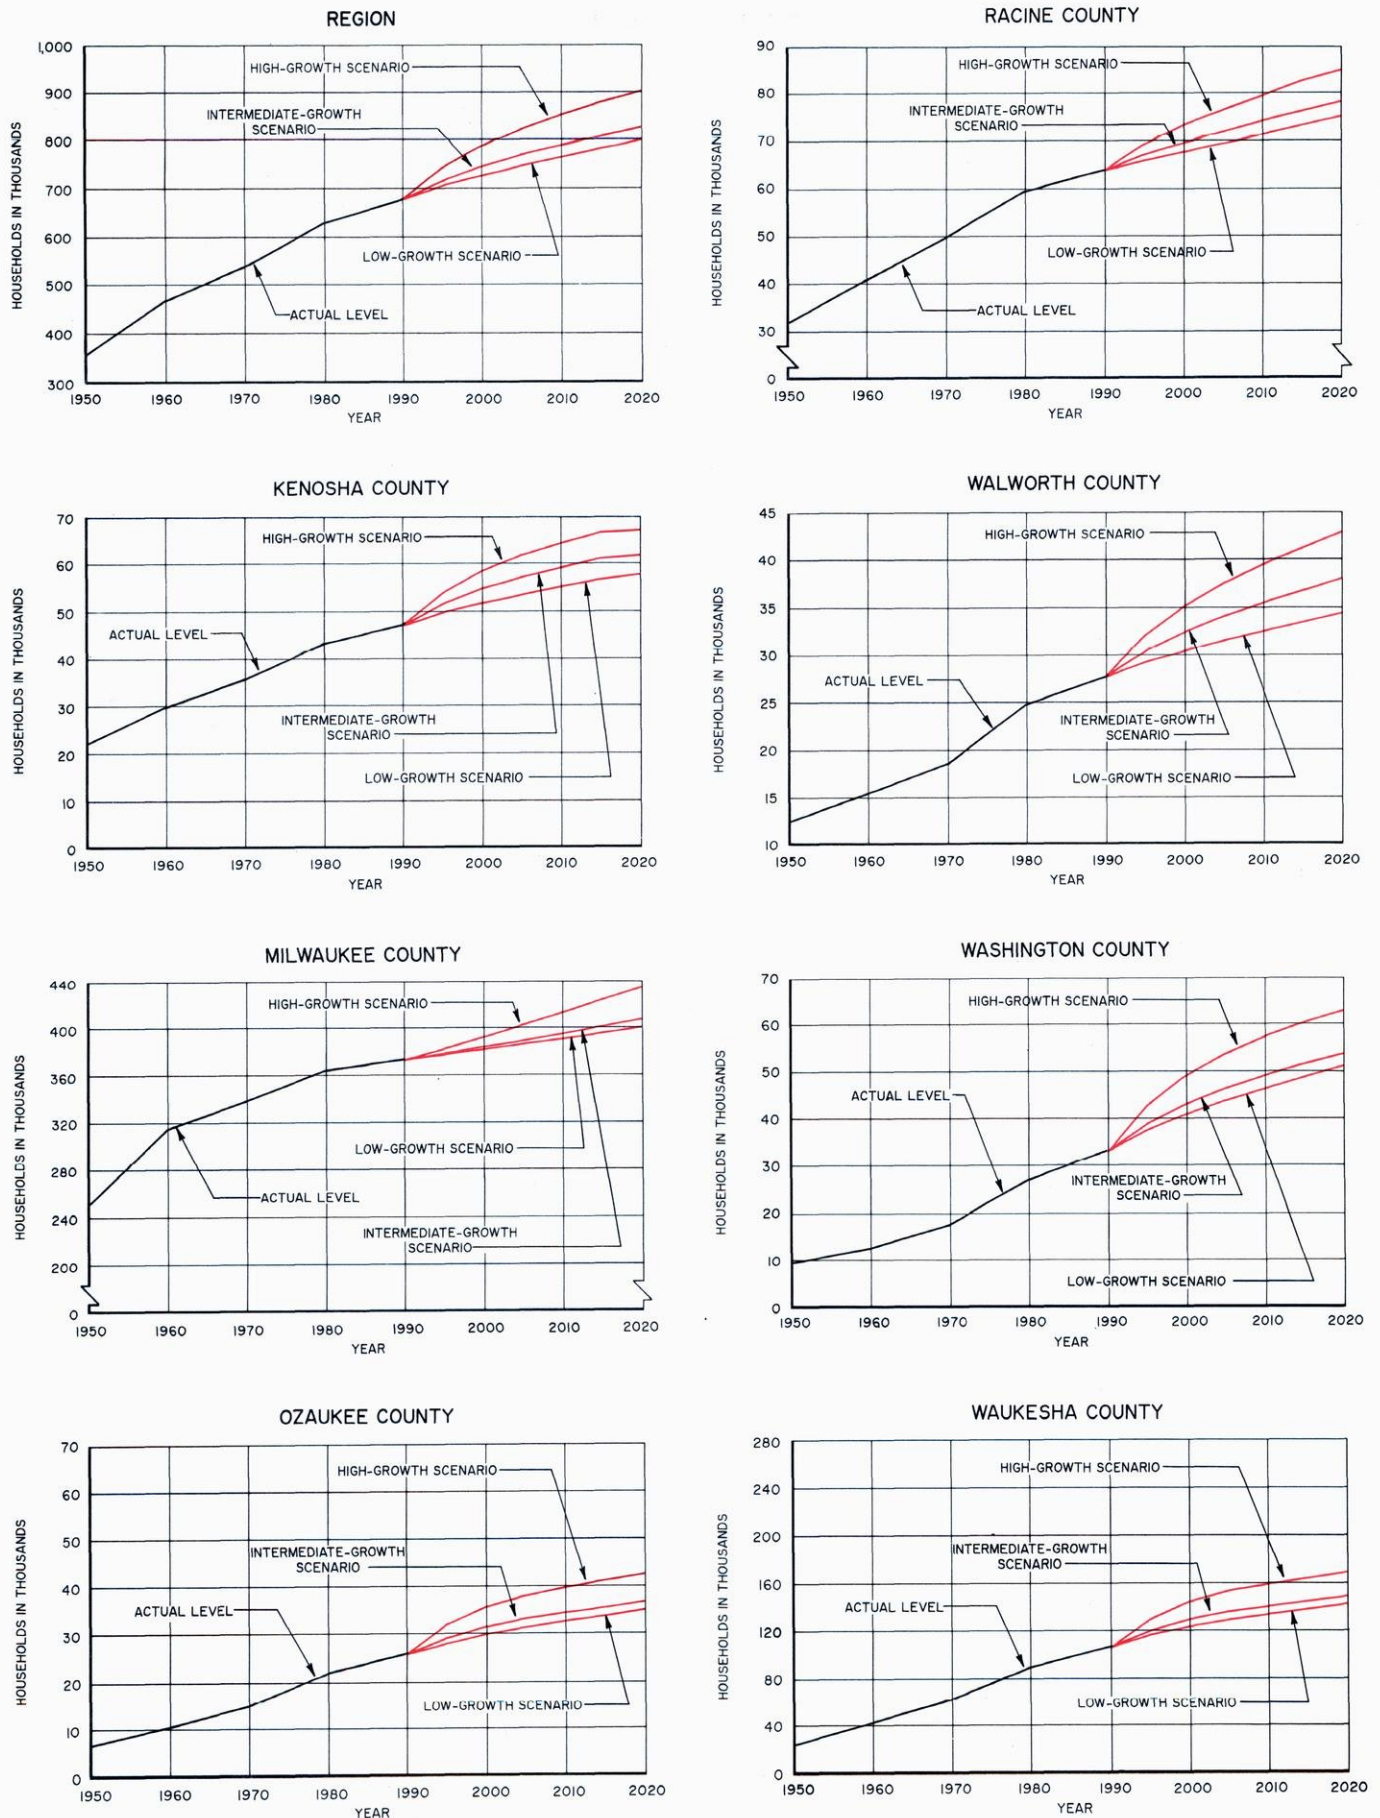 REGION
HOUSEHOLDS IN THOUSANDS
1,000
900
800
700
600
500
400
300
HIGH-GROWTH SCENARIO
INTERMEDIATE-GROWTH
SCENARIO
LOW-GROWTH SCENARIO
ACTUAL LEVEL
1950 1960 1970 1980 1990 2000 2010 2020
YEAR
RACINE COUNTY
HOUSEHOLDS IN THOUSANDS
90
80
70
60
50
40
30
0
HIGH-GROWTH SCENARIO
INTERMEDIATE-GROWTH
SCENARIO
LOW-GROWTH SCENARIO
ACTUAL LEVEL
1950 1960 1970 1980 1990 2000 2010 2020
YEAR
KENOSHA COUNTY
HOUSEHOLDS IN THOUSANDS
70
60
50
40
30
20
10
0
HIGH-GROWTH SCENARIO
ACTUAL LEVEL
INTERMEDIATE-GROWTH
SCENARIO
LOW-GROWTH SCENARIO
1950 1960 1970 1980 1990 2000 2010 2020
YEAR
WALWORTH COUNTY
HOUSEHOLDS IN THOUSANDS
45
40
35
30
25
20
15
10
HIGH-GROWTH SCENARIO
ACTUAL LEVEL
INTERMEDIATE-GROWTH
SCENARIO
LOW-GROWTH SCENARIO
1950 1960 1970 1980 1990 2000 2010 2020
YEAR
MILWAUKEE COUNTY
HOUSEHOLDS IN THOUSANDS
440
400
360
320
280
240
200
0
HIGH-GROWTH SCENARIO
LOW-GROWTH SCENARIO
ACTUAL LEVEL
INTERMEDIATE-GROWTH
SCENARIO
1950 1960 1970 1980 1990 2000 2010 2020
YEAR
WASHINGTON COUNTY
HOUSEHOLDS IN THOUSANDS
70
60
50
40
30
20
10
0
HIGH-GROWTH SCENARIO
ACTUAL LEVEL
INTERMEDIATE-GROWTH
SCENARIO
LOW-GROWTH SCENARIO
1950 1960 1970 1980 1990 2000 2010 2020
YEAR
OZAUKEE COUNTY
HOUSEHOLDS IN THOUSANDS
70
60
50
40
30
20
10
0
HIGH-GROWTH SCENARIO
INTERMEDIATE-GROWTH
SCENARIO
ACTUAL LEVEL
LOW-GROWTH SCENARIO
1950 1960 1970 1980 1990 2000 2010 2020
YEAR
WAUKESHA COUNTY
HOUSEHOLDS IN THOUSANDS
280
240
200
160
120
80
40
0
HIGH-GROWTH SCENARIO
INTERMEDIATE-GROWTH
SCENARIO
ACTUAL LEVEL
LOW-GROWTH SCENARIO
1950 1960 1970 1980 1990 2000 2010 2020
YEAR